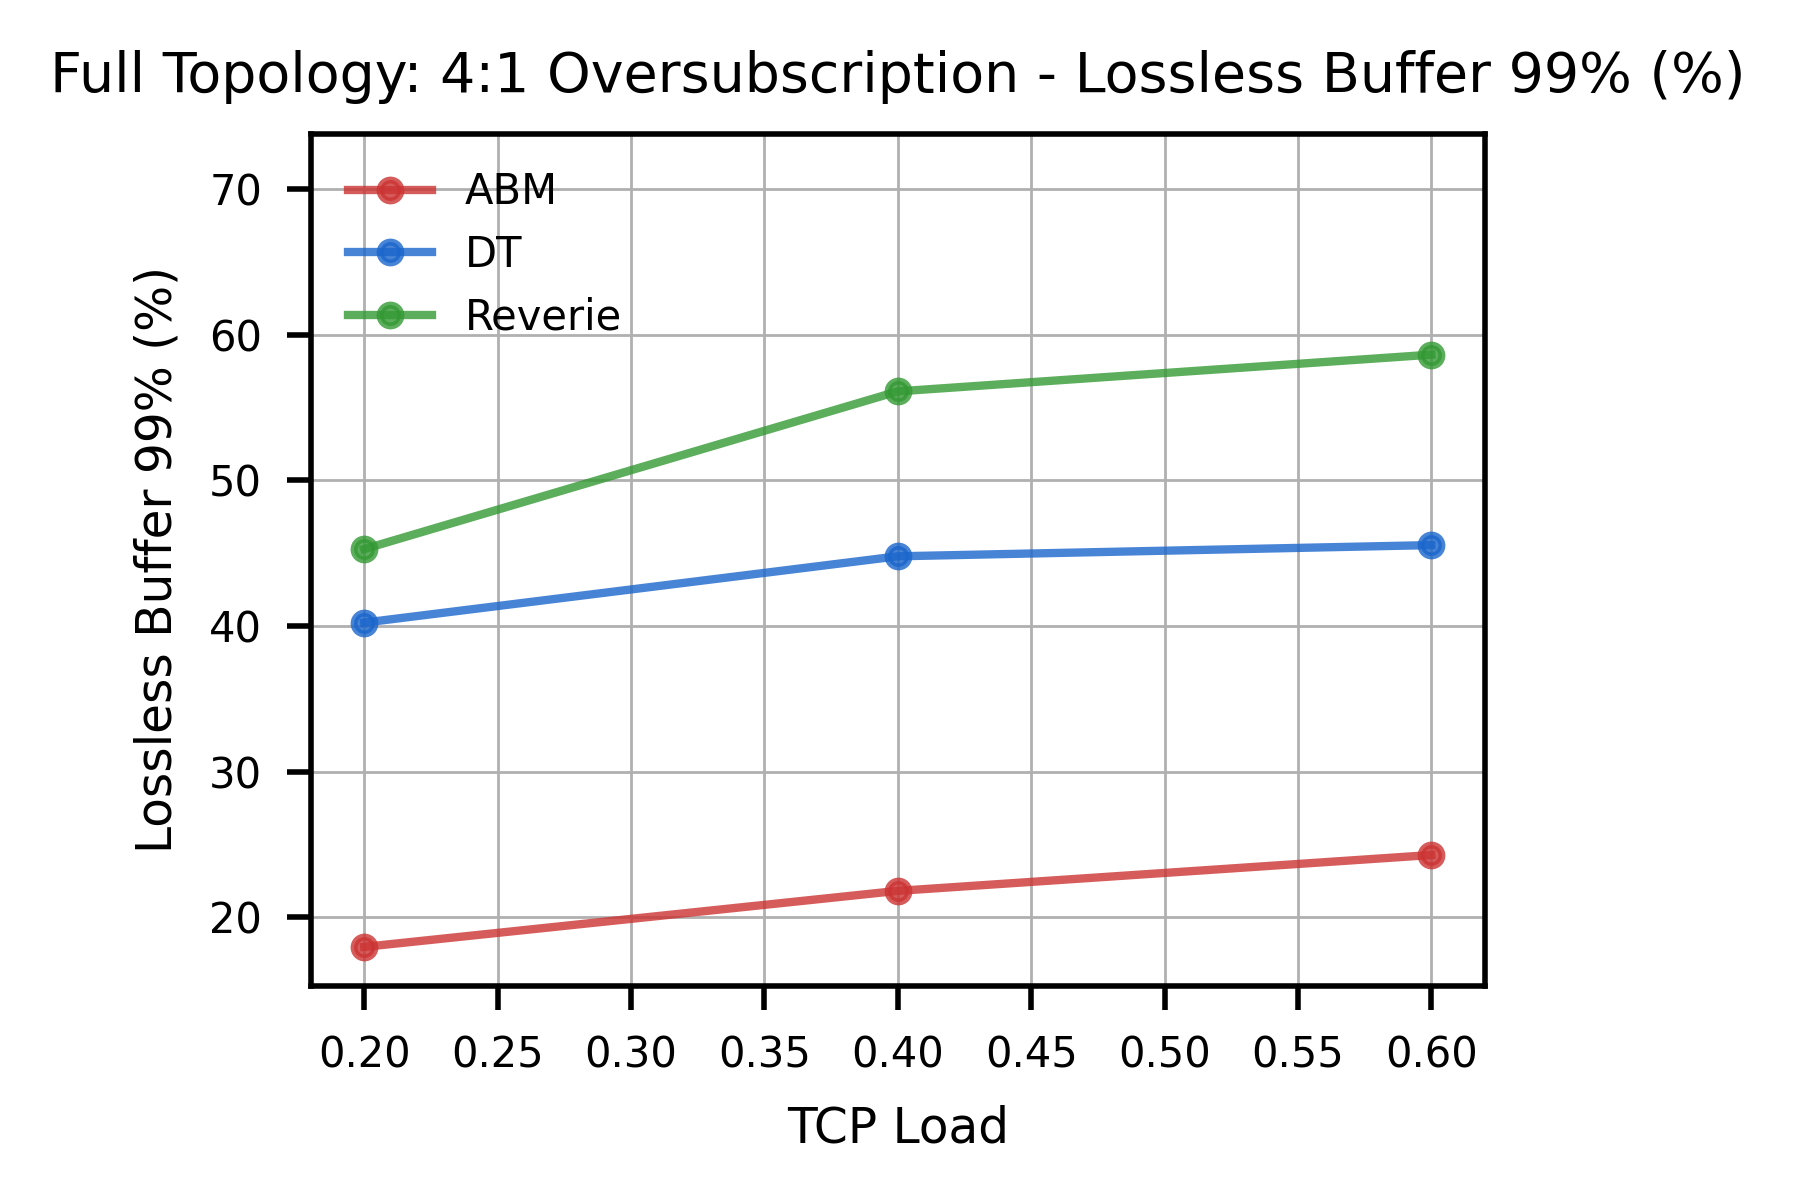 Full Topology: 4:1 Oversubscription - Lossless Buffer 99% (%)
Lossless Buffer 99% (%)
70
60
50
40
30
20
ABM
DT
Reverie
0.20 0.25 0.30 0.35 0.40 0.45 0.50 0.55 0.60
TCP Load